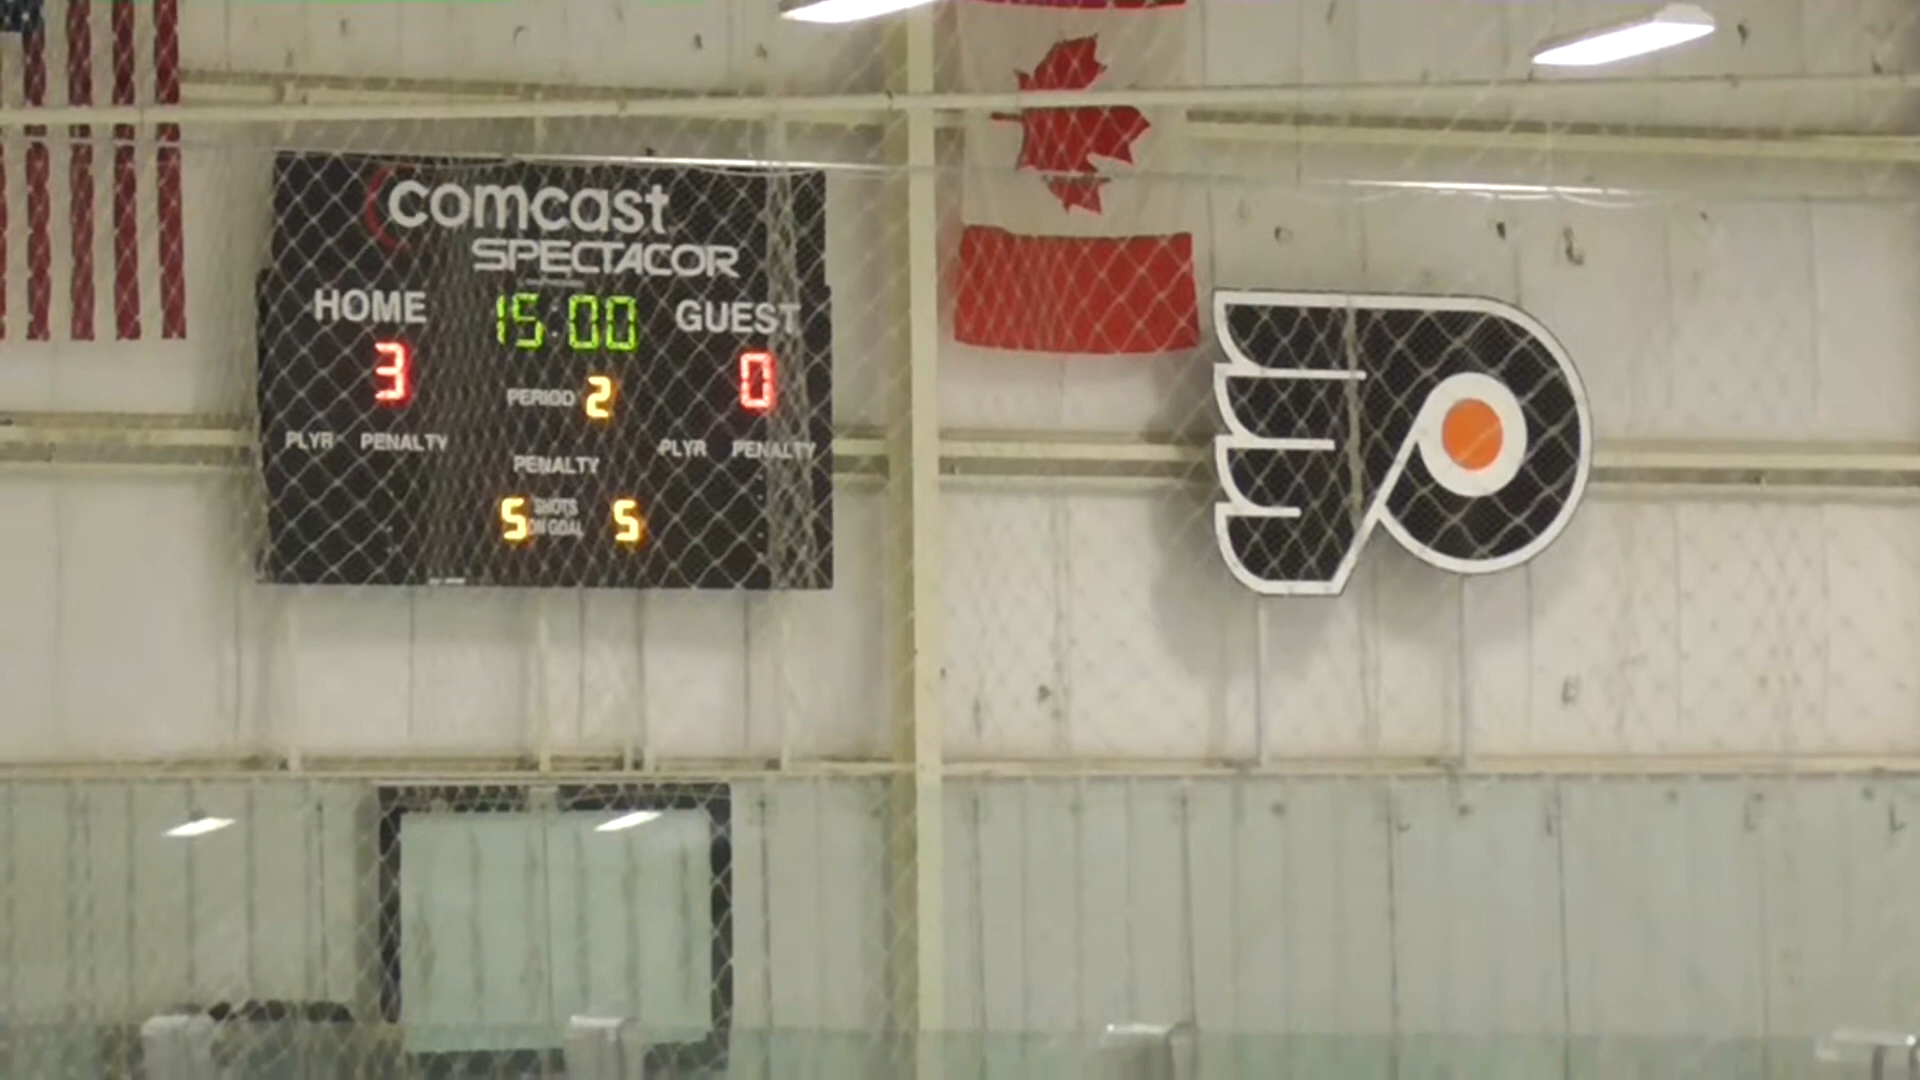 comcast
SPECTACOR
HOME 15:00 GUEST
3 PERIOD 2 0
PLYR PENALTY PENALTY PLYR PENALTY
5 SHOTS ON GOAL 5